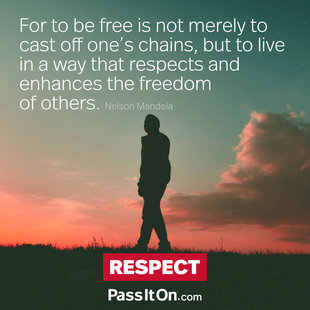 For to be free is not merely to
cast off one's chains, but to live
in a way that respects and
enhances the freedom
of others. Nelson Mandela
RESPECT
PassItOn.com